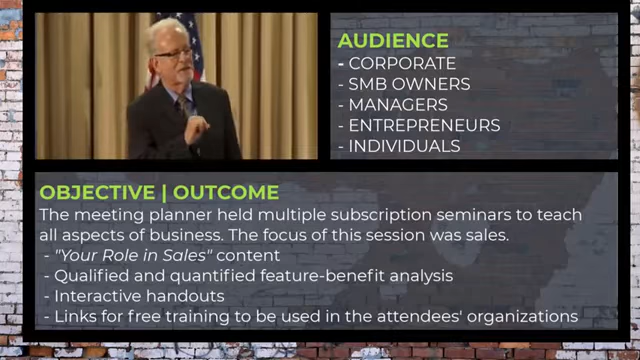 AUDIENCE
- CORPORATE
- SMB OWNERS
- MANAGERS
- ENTREPRENEURS
- INDIVIDUALS
OBJECTIVE | OUTCOME
The meeting planner held multiple subscription seminars to teach
all aspects of business. The focus of this session was sales.
- "Your Role in Sales" content
- Qualified and quantified feature-benefit analysis
- Interactive handouts
- Links for free training to be used in the attendees' organizations